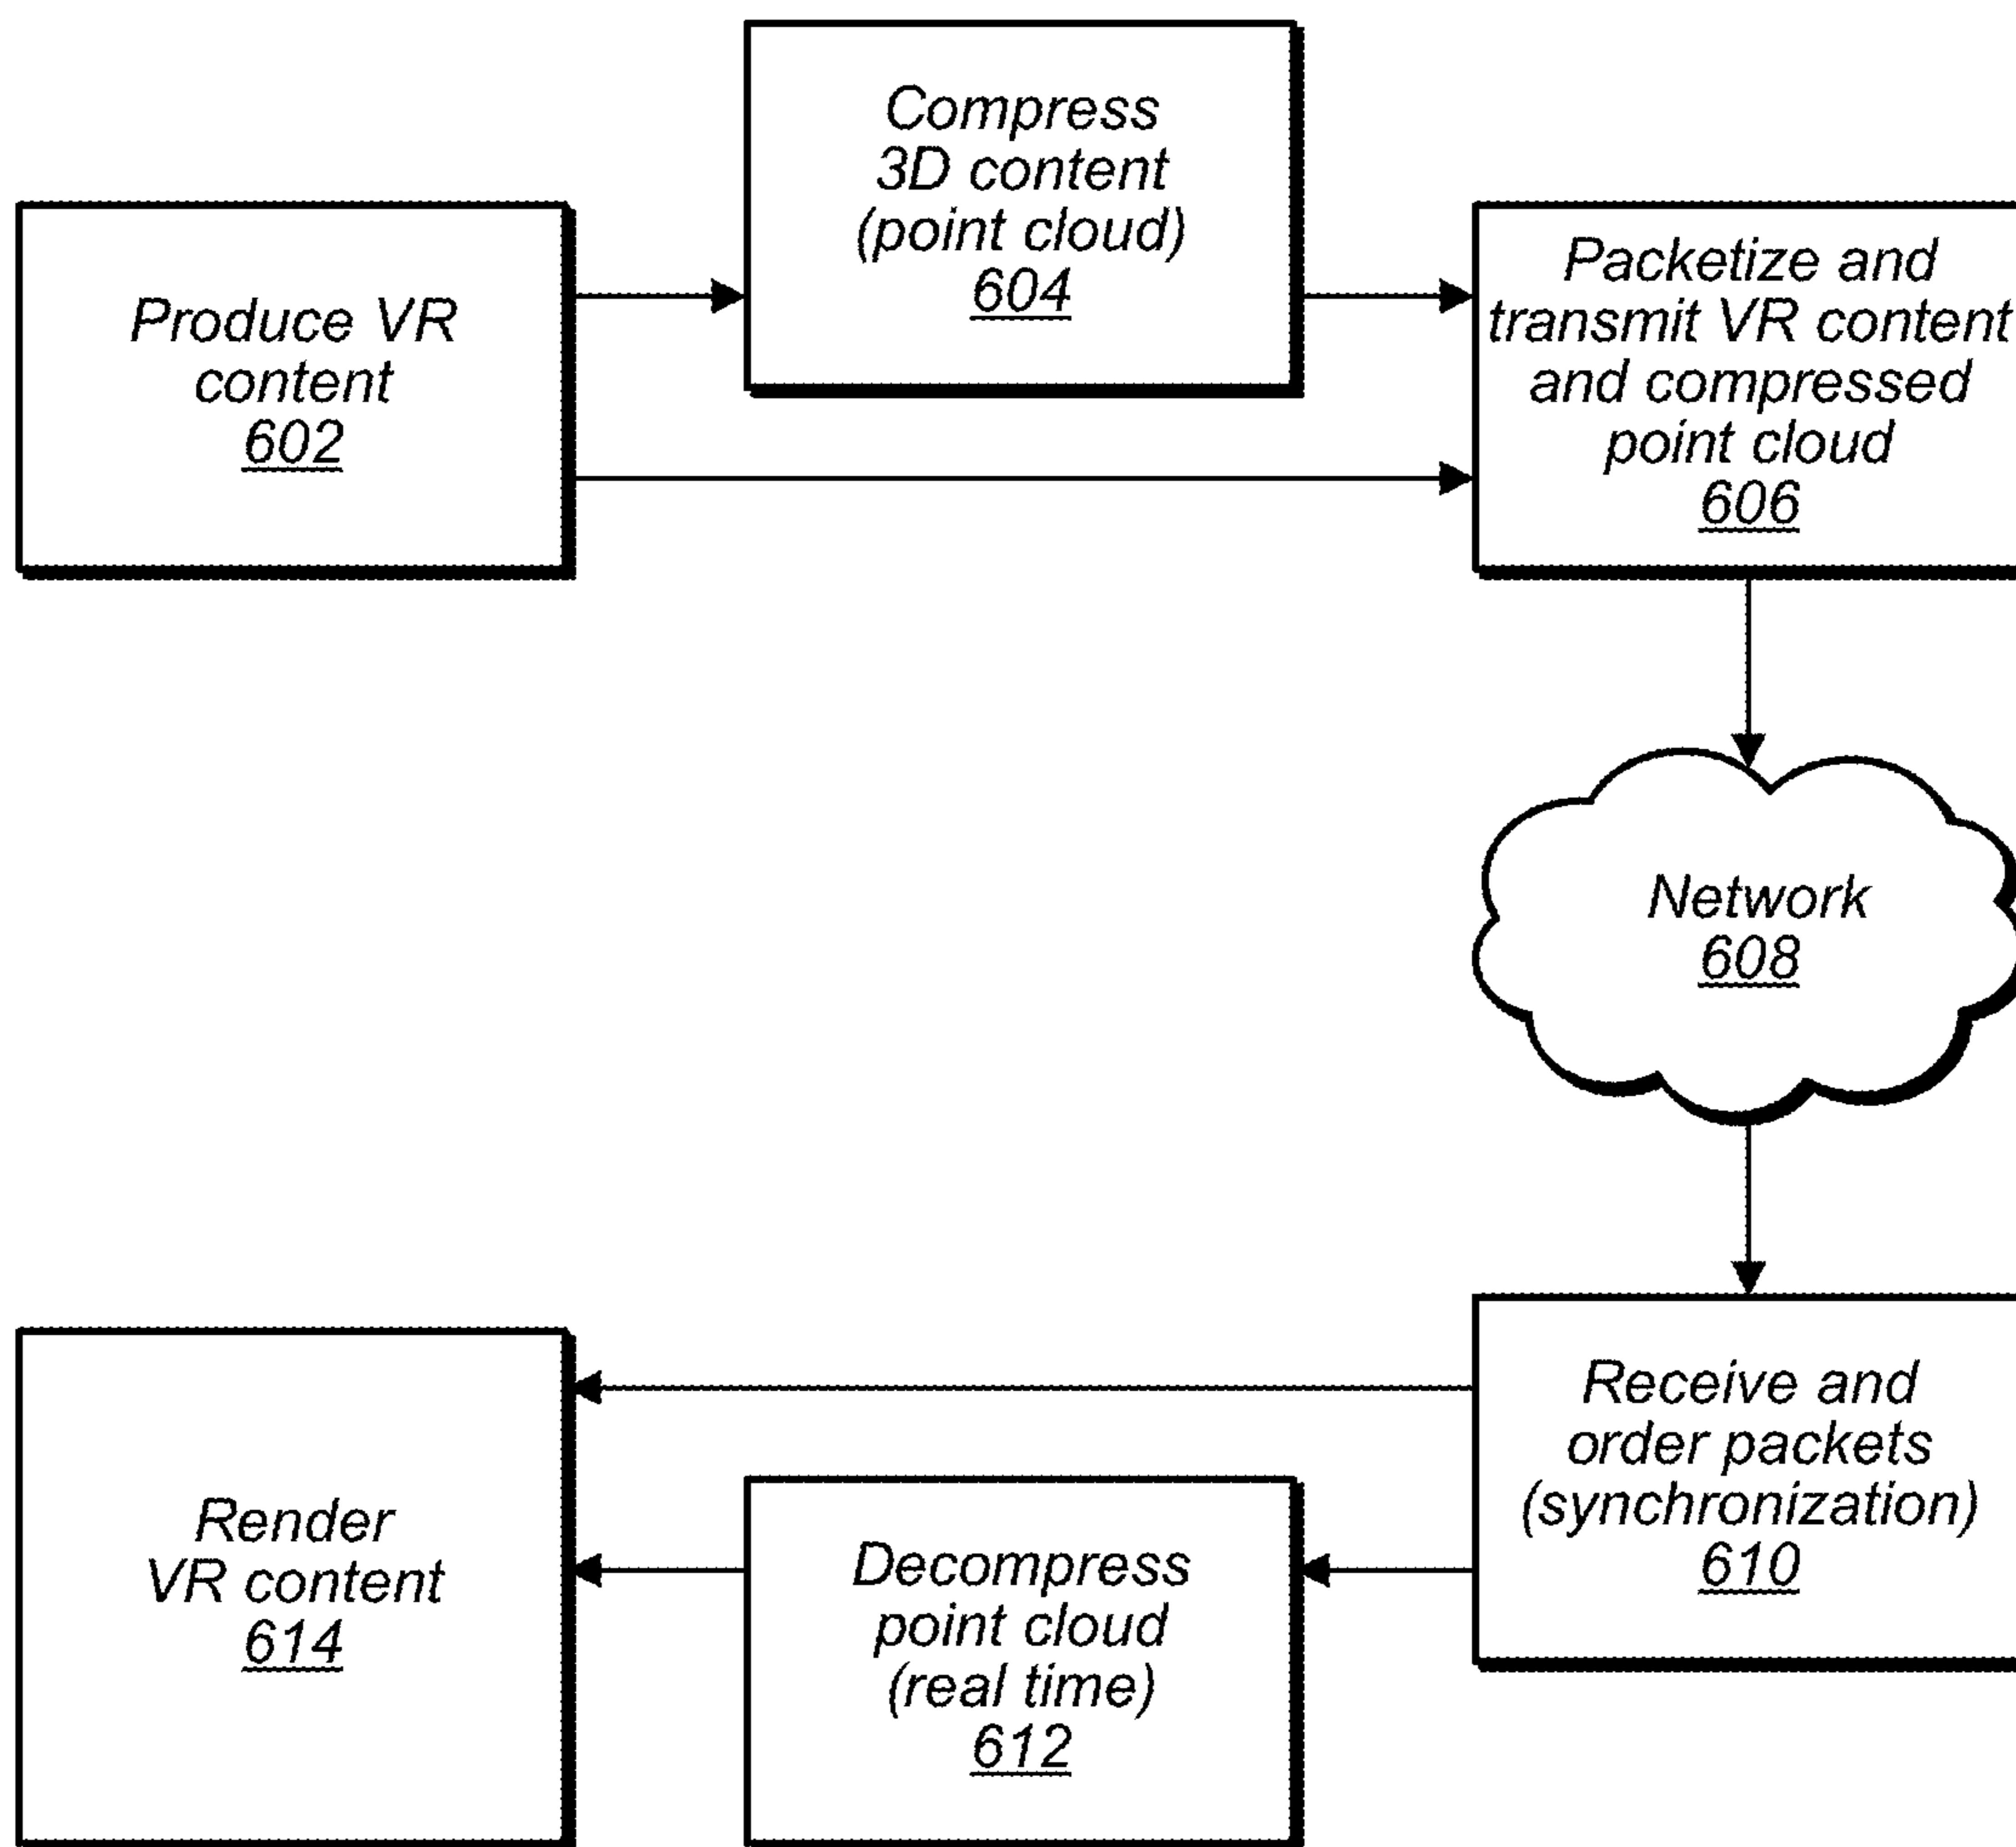 Produce VR
content
602
Compress
3D content
(point cloud)
604
Packetize and
transmit VR content
and compressed
point cloud
606
Network
608
Receive and
order packets
(synchronization)
610
Decompress
point cloud
(real time)
612
Render
VR content
614